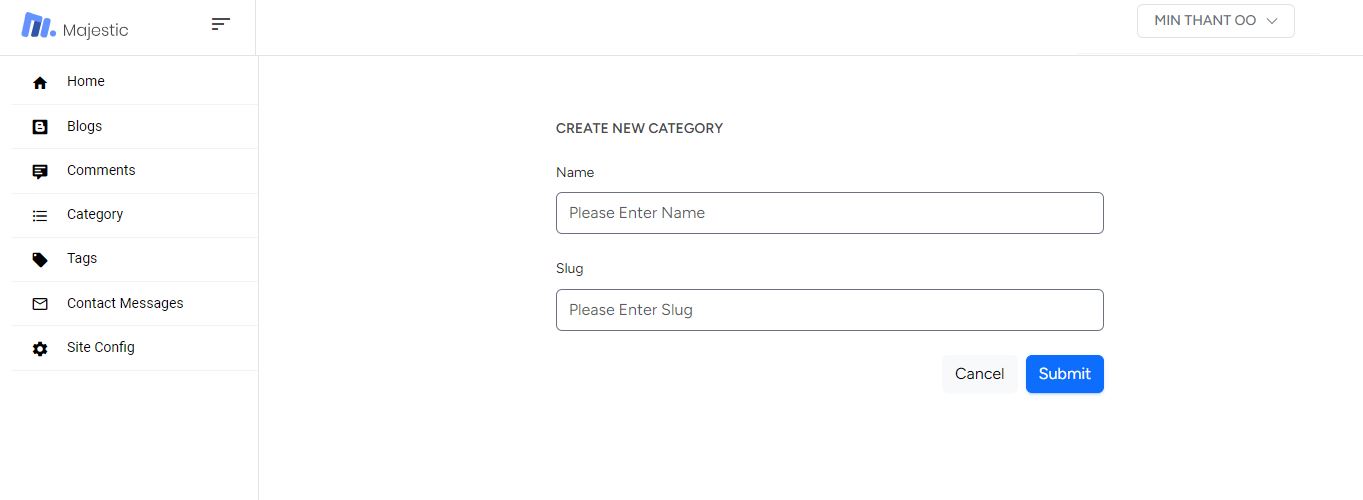 Majestic
MIN THANT OO
Home
Blogs
Comments
Category
Tags
Contact Messages
Site Config
CREATE NEW CATEGORY
Name
Please Enter Name
Slug
Please Enter Slug
Cancel Submit